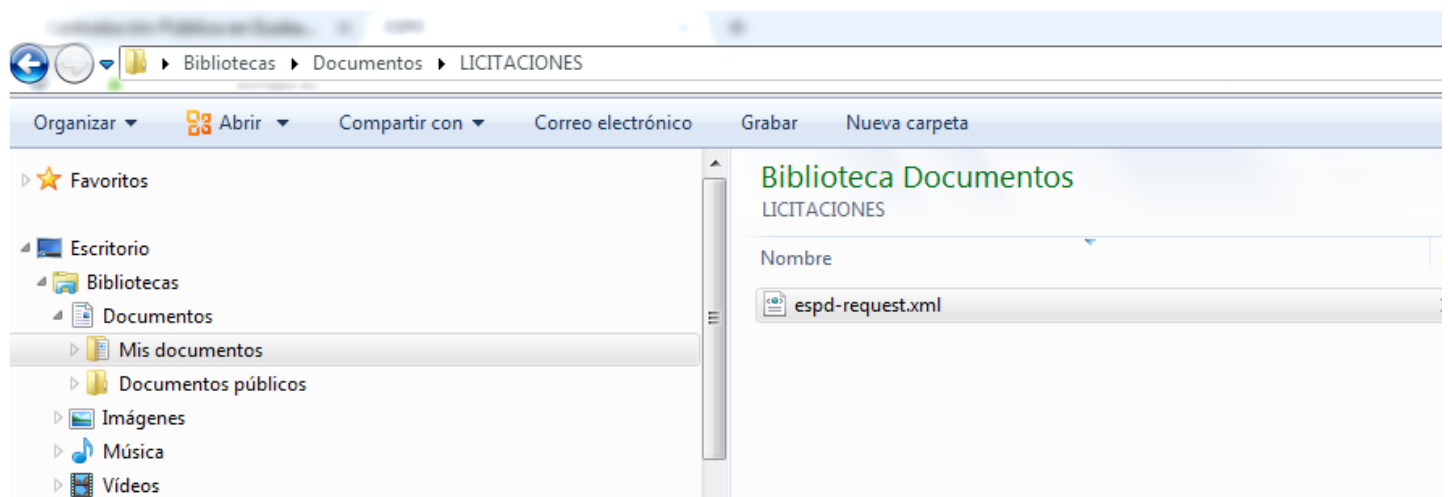 Bibliotecas Documentos LICITACIONES
Organizar Abrir Compartir con Correo electrónico Grabar Nueva carpeta
Favoritos
Escritorio
Bibliotecas
Documentos
Mis documentos
Documentos públicos
Imágenes
Música
Vídeos
Biblioteca Documentos
LICITACIONES
Nombre
espd-request.xml